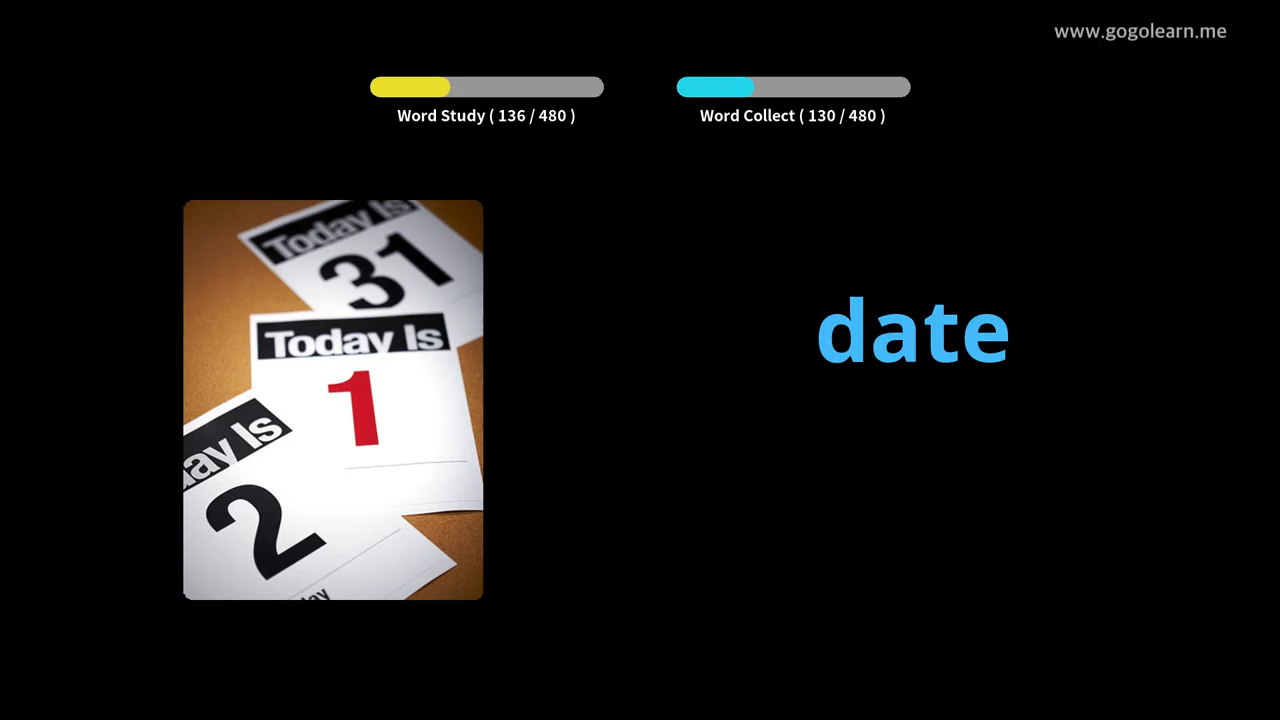 www.gogolearn.me
Word Study ( 136 / 480 )
Word Collect ( 130 / 480 )
Today Is
31
Today Is
1
date
ay Is
2